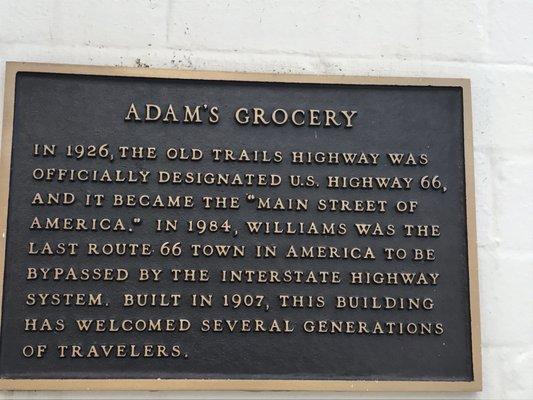 ADAM'S GROCERY
IN 1926, THE OLD TRAILS HIGHWAY WAS
OFFICIALLY DESIGNATED U.S. HIGHWAY 66,
AND IT BECAME THE "MAIN STREET OF
AMERICA." IN 1984, WILLIAMS WAS THE
LAST ROUTE 66 TOWN IN AMERICA TO BE
BYPASSED BY THE INTERSTATE HIGHWAY
SYSTEM. BUILT IN 1907, THIS BUILDING
HAS WELCOMED SEVERAL GENERATIONS
OF TRAVELERS.